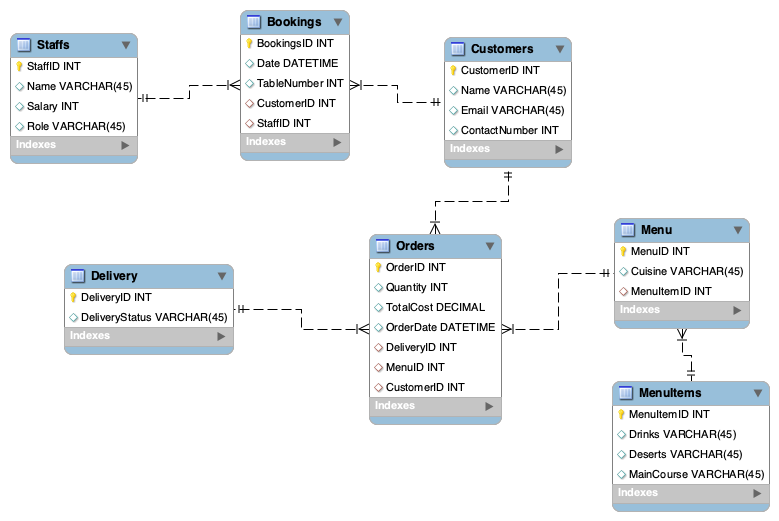 Staffs
StaffID INT
Name VARCHAR(45)
Salary INT
Role VARCHAR(45)
Indexes
Bookings
BookingsID INT
Date DATETIME
TableNumber INT
CustomerID INT
StaffID INT
Indexes
Customers
CustomerID INT
Name VARCHAR(45)
Email VARCHAR(45)
ContactNumber INT
Indexes
Delivery
DeliveryID INT
DeliveryStatus VARCHAR(45)
Indexes
Orders
OrderID INT
Quantity INT
TotalCost DECIMAL
OrderDate DATETIME
DeliveryID INT
MenuID INT
CustomerID INT
Indexes
Menu
MenuID INT
Cuisine VARCHAR(45)
MenuItemID INT
Indexes
MenuItems
MenuItemID INT
Drinks VARCHAR(45)
Deserts VARCHAR(45)
MainCourse VARCHAR(45)
Indexes